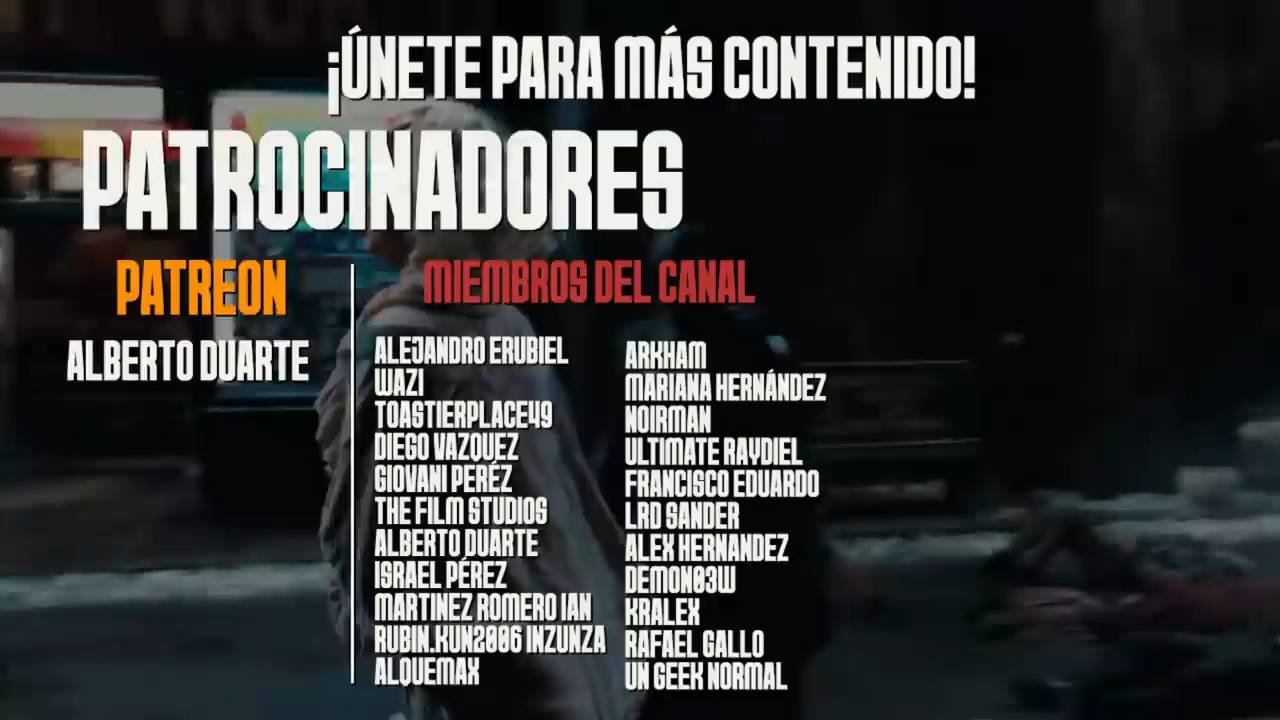 ¡ÚNETE PARA MÁS CONTENIDO!
PATROCINADORES
PATREON
ALBERTO DUARTE
MIEMBROS DEL CANAL
ALEJANDRO ERUBIEL
WAZI
TOASTIERPLACE49
DIEGO VAZQUEZ
GIOVANI PERÉZ
THE FILM STUDIOS
ALBERTO DUARTE
ISRAEL PÉREZ
MARTINEZ ROMERO IAN
RUBIN.KUN2006 INZUNZA
ALQUEMAX
ARKHAM
MARIANA HERNÁNDEZ
NOIRMAN
ULTIMATE RAYDIEL
FRANCISCO EDUARDO
LRD SANDER
ALEX HERNANDEZ
DEMON03W
KRALEX
RAFAEL GALLO
UN GEEK NORMAL